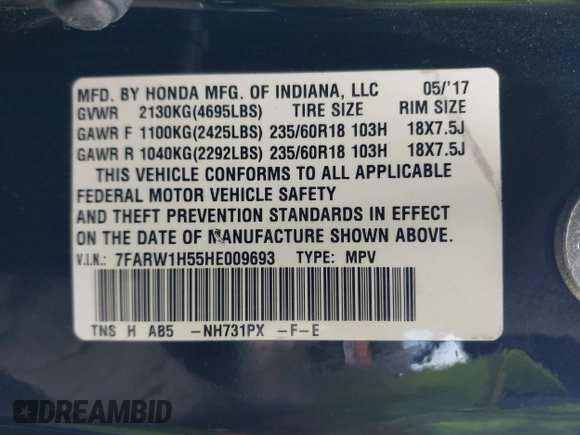 MFD. BY HONDA MFG. OF INDIANA, LLC 05/'17
GVWR 2130KG(4695LBS) TIRE SIZE RIM SIZE
GAWR F 1100KG(2425LBS) 235/60R18 103H 18X7.5J
GAWR R 1040KG(2292LBS) 235/60R18 103H 18X7.5J
THIS VEHICLE CONFORMS TO ALL APPLICABLE
FEDERAL MOTOR VEHICLE SAFETY
AND THEFT PREVENTION STANDARDS IN EFFECT
ON THE DATE OF MANUFACTURE SHOWN ABOVE.
V.I.N.: 7FARW1H55HE009693 TYPE: MPV
TNS H AB5 -NH731PX -F-E
DREAMBID